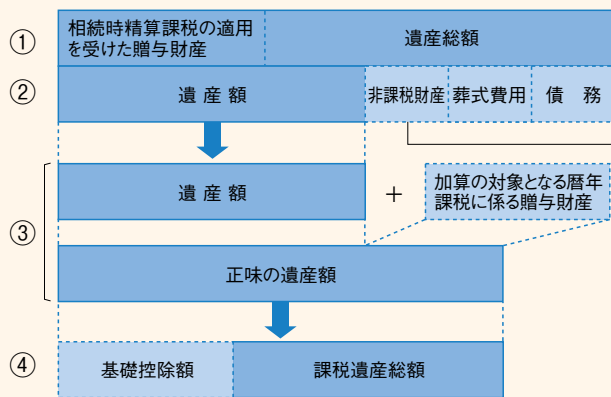 ①
相続時精算課税の適用
を受けた贈与財産
遺産総額
②
遺産額
非課税財産
葬式費用
債務
③
遺産額
+
加算の対象となる暦年
課税に係る贈与財産
正味の遺産額
④
基礎控除額
課税遺産総額